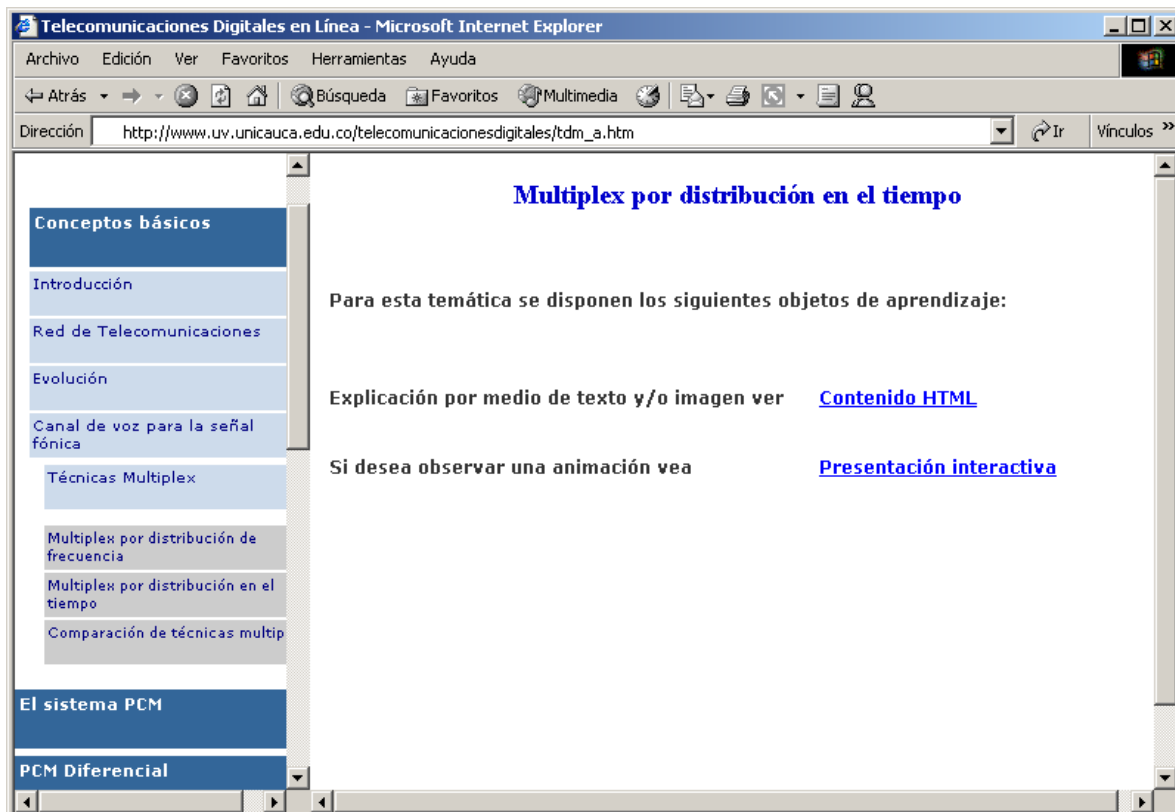 Telecomunicaciones Digitales en Línea - Microsoft Internet Explorer
Archivo Edición Ver Favoritos Herramientas Ayuda
Atrás Búsqueda Favoritos Multimedia
Dirección http://www.uv.unicauca.edu.co/telecomunicacionesdigitales/tdm_a.htm Ir Vínculos »
Conceptos básicos
Introducción
Red de Telecomunicaciones
Evolución
Canal de voz para la señal
fónica
Técnicas Multiplex
Multiplex por distribución de
frecuencia
Multiplex por distribución en el
tiempo
Comparación de técnicas multip
El sistema PCM
PCM Diferencial
Multiplex por distribución en el tiempo
Para esta temática se disponen los siguientes objetos de aprendizaje:
Explicación por medio de texto y/o imagen ver Contenido HTML
Si desea observar una animación vea Presentación interactiva